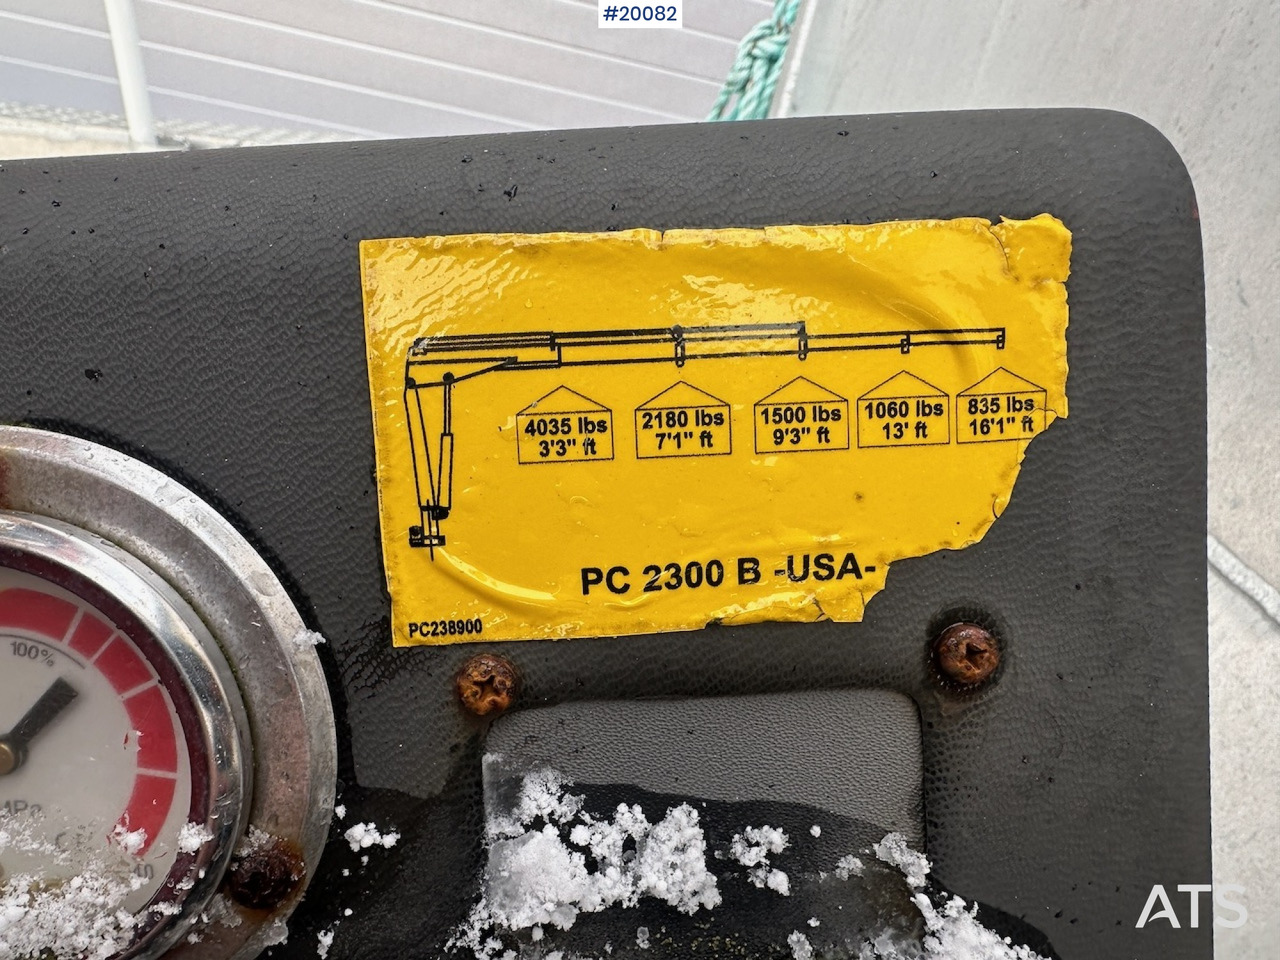 #20082
4035 lbs
3'3" ft
2180 lbs
7'1" ft
1500 lbs
9'3" ft
1060 lbs
13' ft
835 lbs
16'1" ft
PC 2300 B -USA-
PC238900
100%
ATS